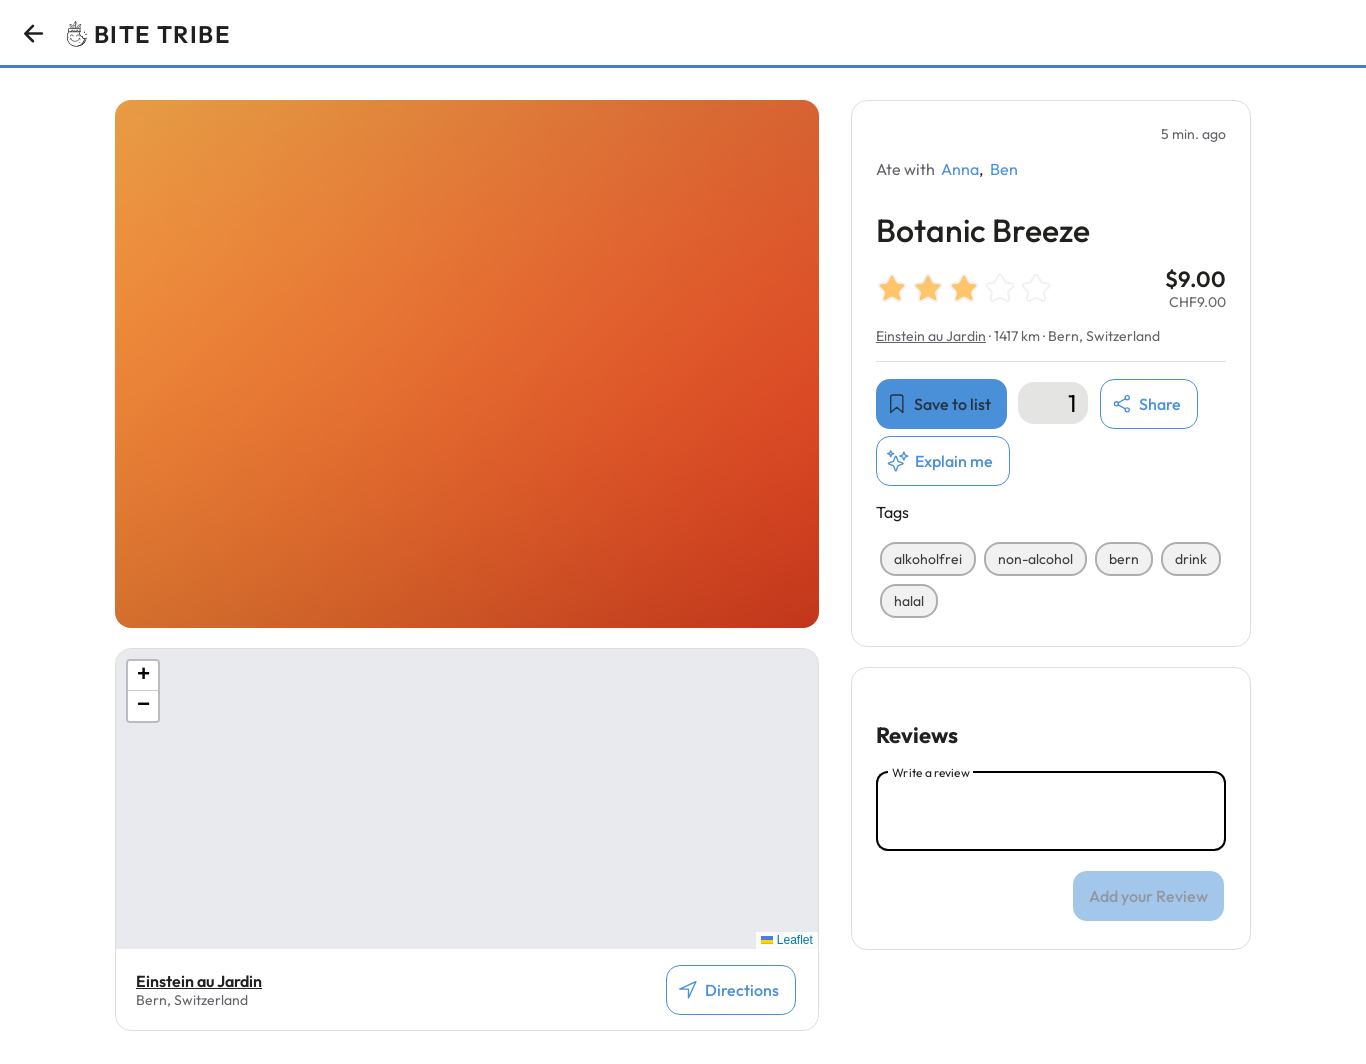 BITE TRIBE
5 min. ago
Ate with Anna, Ben
Botanic Breeze
$9.00
CHF9.00
Einstein au Jardin · 1417 km · Bern, Switzerland
Save to list
1
Share
Explain me
Tags
alkoholfrei
non-alcohol
bern
drink
halal
+
−
Leaflet
Einstein au Jardin
Bern, Switzerland
Directions
Reviews
Write a review
Add your Review